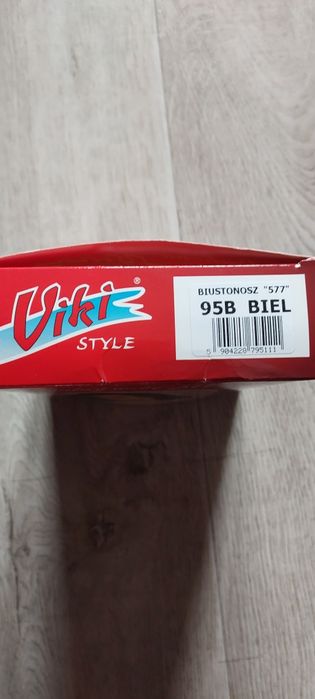 Viki®
STYLE
BIUSTONOSZ "577"
95B BIEL
5 904228 795111